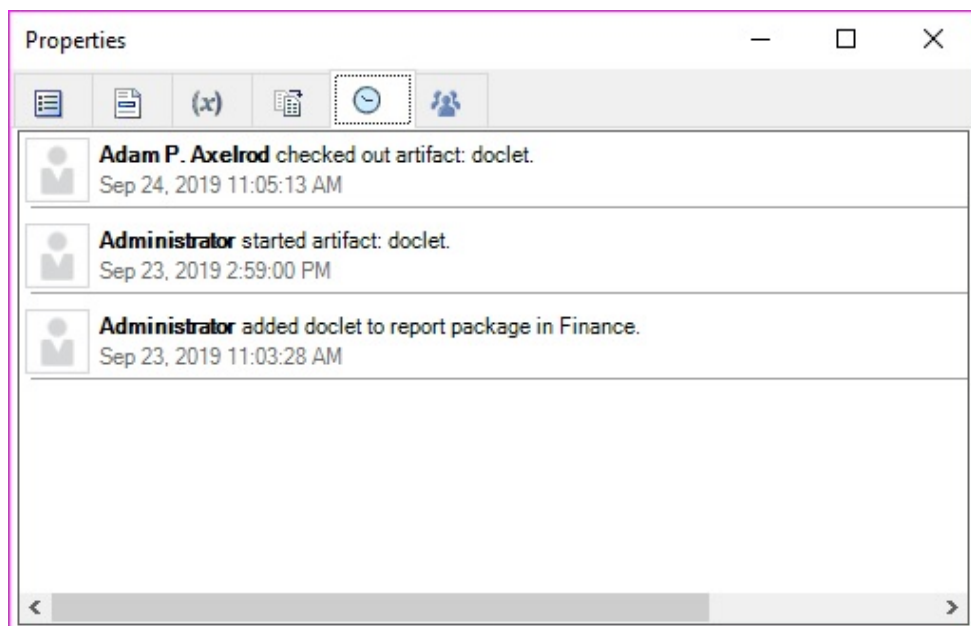 Properties
(x)
Adam P. Axelrod checked out artifact: doclet.
Sep 24, 2019 11:05:13 AM
Administrator started artifact: doclet.
Sep 23, 2019 2:59:00 PM
Administrator added doclet to report package in Finance.
Sep 23, 2019 11:03:28 AM